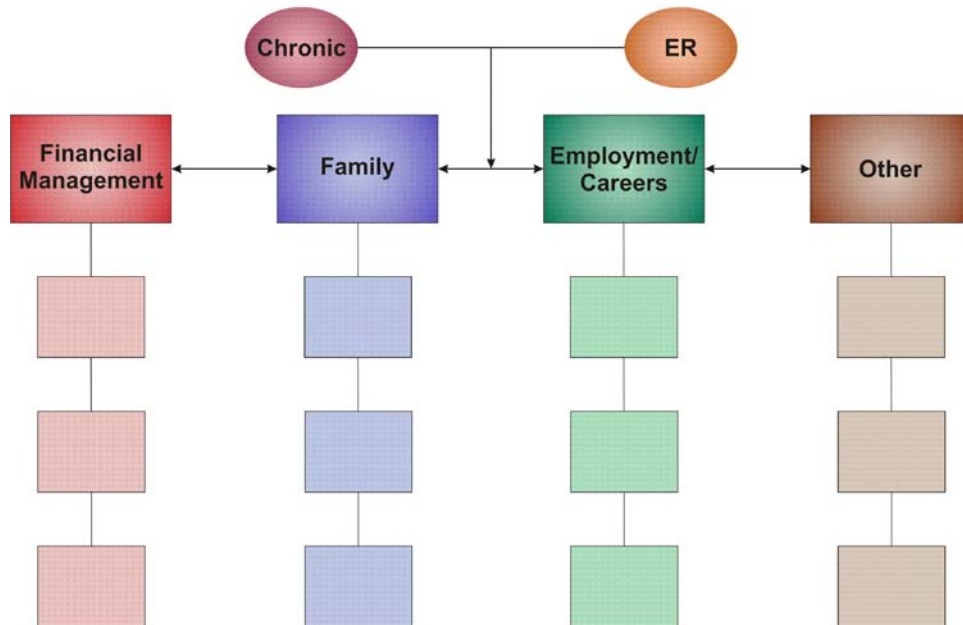 Chronic
ER
Financial
Management
Family
Employment/
Careers
Other